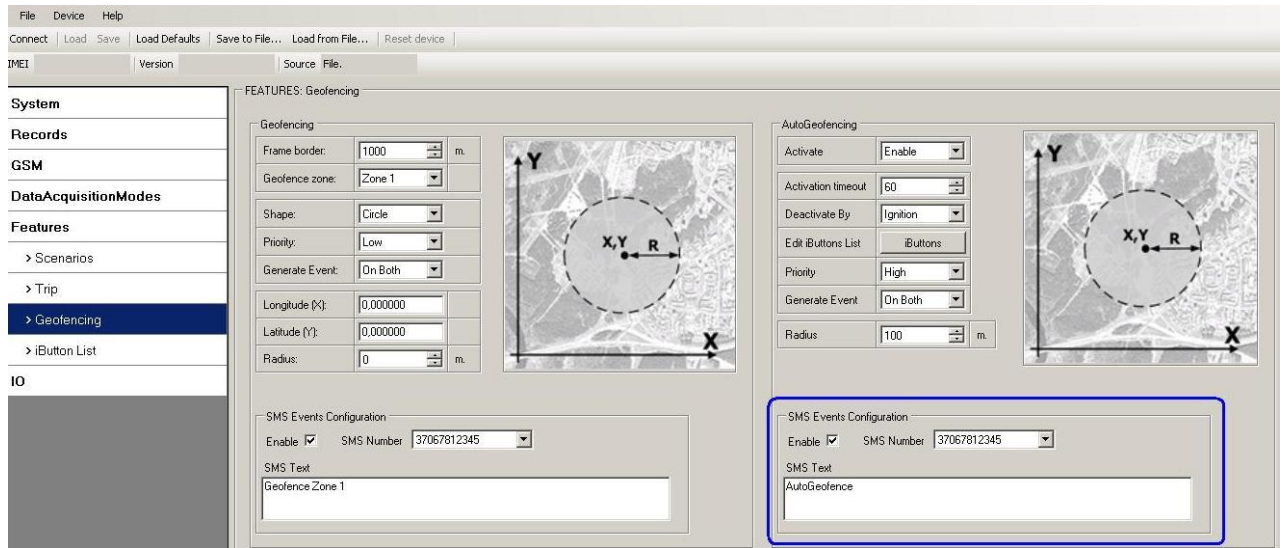 File Device Help
Connect Load Save Load Defaults Save to File... Load from File... Reset device
IMEI Version Source File.
System
Records
GSM
DataAcquisitionModes
Features
> Scenarios
> Trip
> Geofencing
> iButton List
IO
FEATURES: Geofencing
Geofencing
Frame border: 1000 m.
Geofence zone: Zone 1
Shape: Circle
Priority: Low
Generate Event: On Both
Longitude (X): 0,000000
Latitude (Y): 0,000000
Radius: 0 m.
Y
X,Y R
X
SMS Events Configuration
Enable SMS Number 37067812345
SMS Text
Geofence Zone 1
AutoGeofencing
Activate Enable
Activation timeout 60
Deactivate By Ignition
Edit iButtons List iButtons
Priority High
Generate Event On Both
Radius 100 m.
Y
X,Y R
X
SMS Events Configuration
Enable SMS Number 37067812345
SMS Text
AutoGeofence